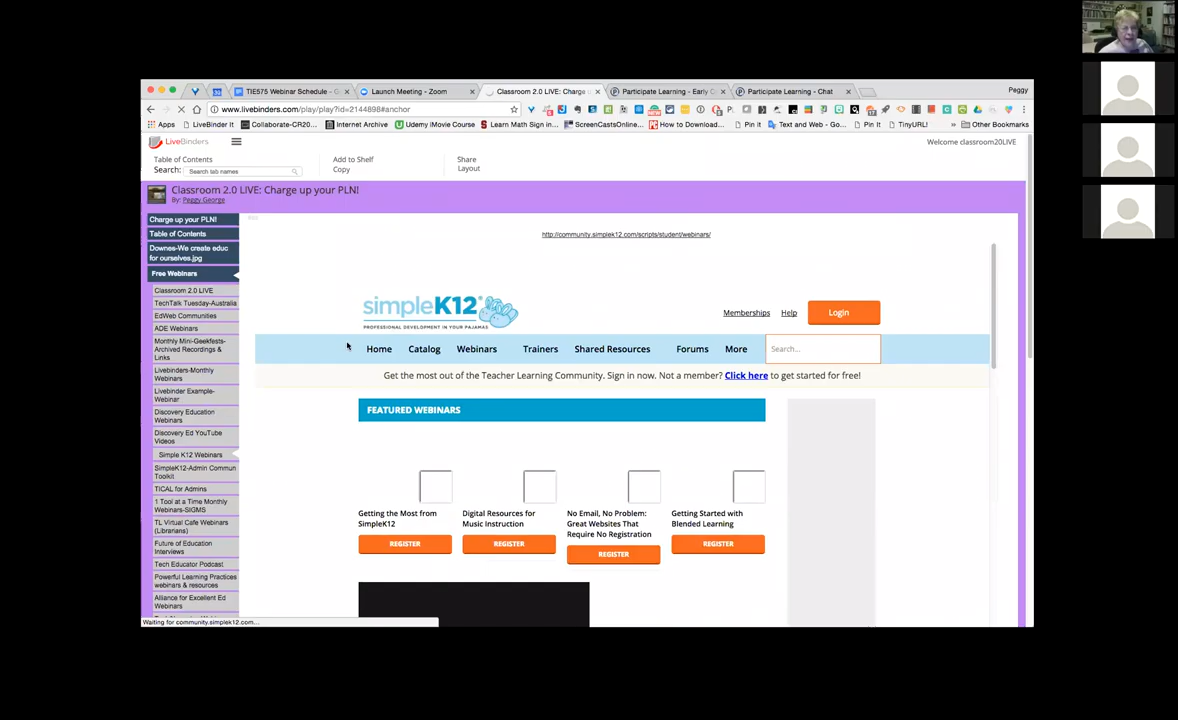 TIE575 Webinar Schedule - G
Launch Meeting - Zoom
Classroom 2.0 LIVE: Charge up
Participate Learning - Early C
Participate Learning - Chat
Peggy
www.livebinders.com/play/play?id=2144898#anchor
Apps
LiveBinder It
Collaborate-CR20...
Internet Archive
Udemy iMovie Course
Learn Math Sign in...
ScreenCastsOnline...
How to Download...
Pin it
Text and Web - Go...
Pin It
TinyURL!
»
Other Bookmarks
LiveBinders
Welcome classroom20LIVE
Table of Contents
Add to Shelf
Share
Search:
Search tab names
Copy
Layout
Classroom 2.0 LIVE: Charge up your PLN!
By: Peggy George
Charge up your PLN!
Table of Contents
Downes-We create educ
for ourselves.jpg
Free Webinars
Classroom 2.0 LIVE
TechTalk Tuesday-Australia
EdWeb Communities
ADE Webinars
Monthly Mini-Geekfests-
Archived Recordings &
Links
Livebinders-Monthly
Webinars
Livebinder Example-
Webinar
Discovery Education
Webinars
Discovery Ed YouTube
Videos
Simple K12 Webinars
SimpleK12-Admin Commun
Toolkit
TICAL for Admins
1 Tool at a Time Monthly
Webinars-SIGMS
TL Virtual Cafe Webinars
(Librarians)
Future of Education
Interviews
Tech Educator Podcast
Powerful Learning Practices
webinars & resources
Alliance for Excellent Ed
Webinars
http://community.simplek12.com/scripts/student/webinars/
simpleK12
PROFESSIONAL DEVELOPMENT IN YOUR PAJAMAS
Memberships
Help
Login
Home
Catalog
Webinars
Trainers
Shared Resources
Forums
More
Search...
Get the most out of the Teacher Learning Community. Sign in now. Not a member? Click here to get started for free!
FEATURED WEBINARS
Getting the Most from
SimpleK12
REGISTER
Digital Resources for
Music Instruction
REGISTER
No Email, No Problem:
Great Websites That
Require No Registration
REGISTER
Getting Started with
Blended Learning
REGISTER
Waiting for community.simplek12.com...